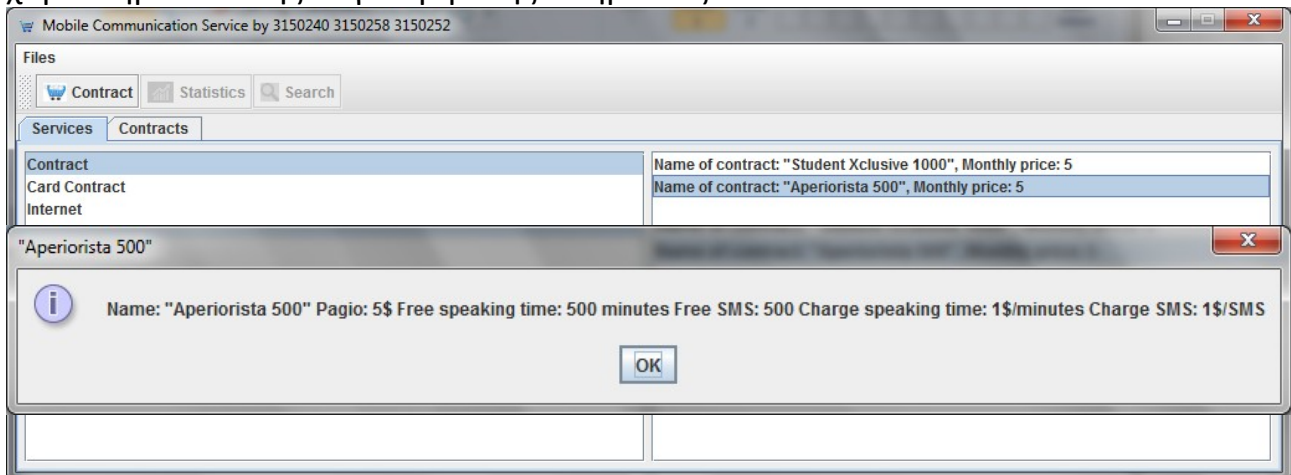 Mobile Communication Service by 3150240 3150258 3150252
Files
Contract Statistics Search
Services Contracts
Contract
Card Contract
Internet
Name of contract: "Student Xclusive 1000", Monthly price: 5
Name of contract: "Aperiorista 500", Monthly price: 5
"Aperiorista 500"
Name: "Aperiorista 500" Pagio: 5$ Free speaking time: 500 minutes Free SMS: 500 Charge speaking time: 1$/minutes Charge SMS: 1$/SMS
OK